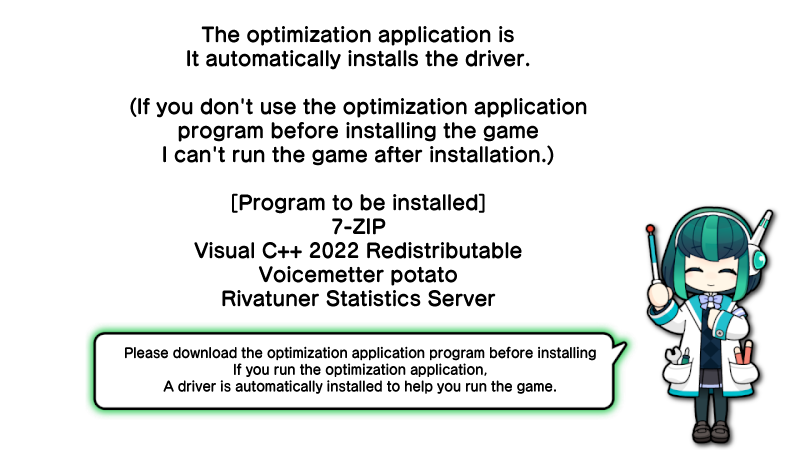 The optimization application is
It automatically installs the driver.
(If you don't use the optimization application
program before installing the game
I can't run the game after installation.)
[Program to be installed]
7-ZIP
Visual C++ 2022 Redistributable
Voicemetter potato
Rivatuner Statistics Server
Please download the optimization application program before installing
If you run the optimization application,
A driver is automatically installed to help you run the game.